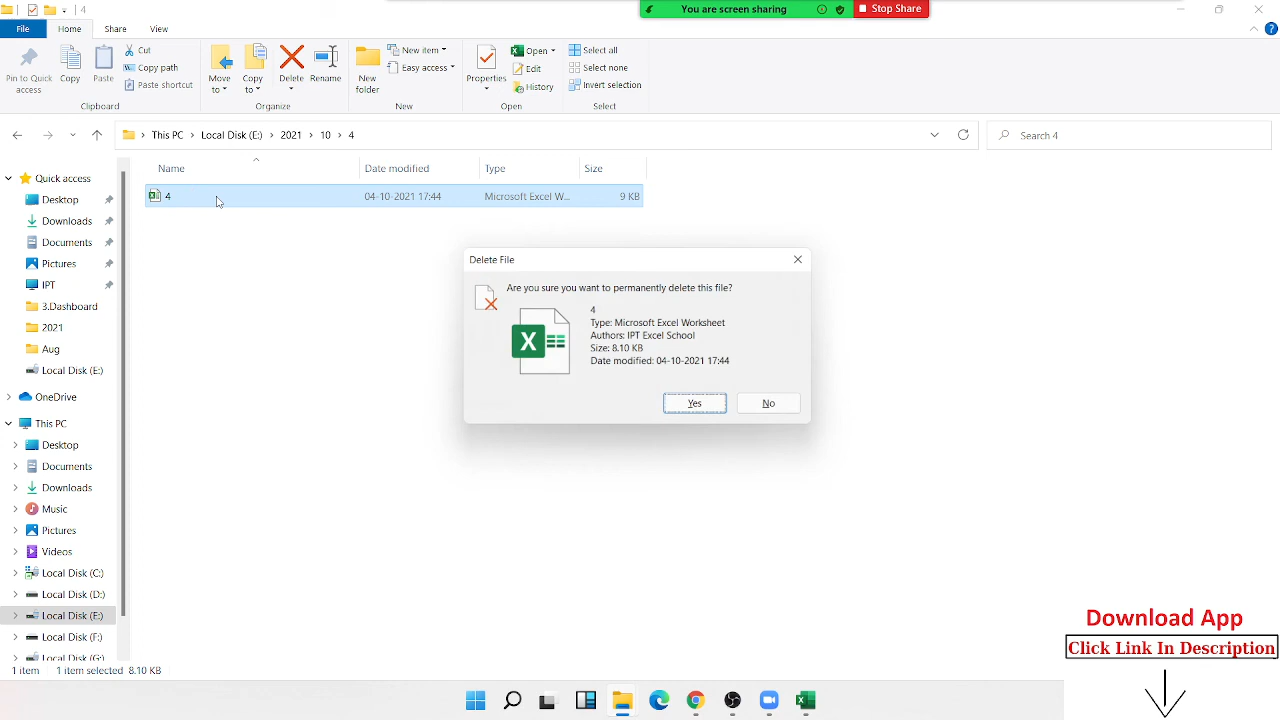 4
You are screen sharing
Stop Share
File
Home
Share
View
Pin to Quick access
Copy
Paste
Cut
Copy path
Paste shortcut
Clipboard
Move to
Copy to
Delete
Rename
Organize
New folder
New item
Easy access
New
Properties
Open
Edit
History
Open
Select all
Select none
Invert selection
Select
This PC
Local Disk (E:)
2021
10
4
Search 4
Name
Date modified
Type
Size
4
04-10-2021 17:44
Microsoft Excel W...
9 KB
Quick access
Desktop
Downloads
Documents
Pictures
IPT
3.Dashboard
2021
Aug
Local Disk (E:)
OneDrive
This PC
Desktop
Documents
Downloads
Music
Pictures
Videos
Local Disk (C:)
Local Disk (D:)
Local Disk (E:)
Local Disk (F:)
Local Disk (G:)
Delete File
Are you sure you want to permanently delete this file?
4
Type: Microsoft Excel Worksheet
Authors: IPT Excel School
Size: 8.10 KB
Date modified: 04-10-2021 17:44
Yes
No
1 item
1 item selected 8.10 KB
Download App
Click Link In Description